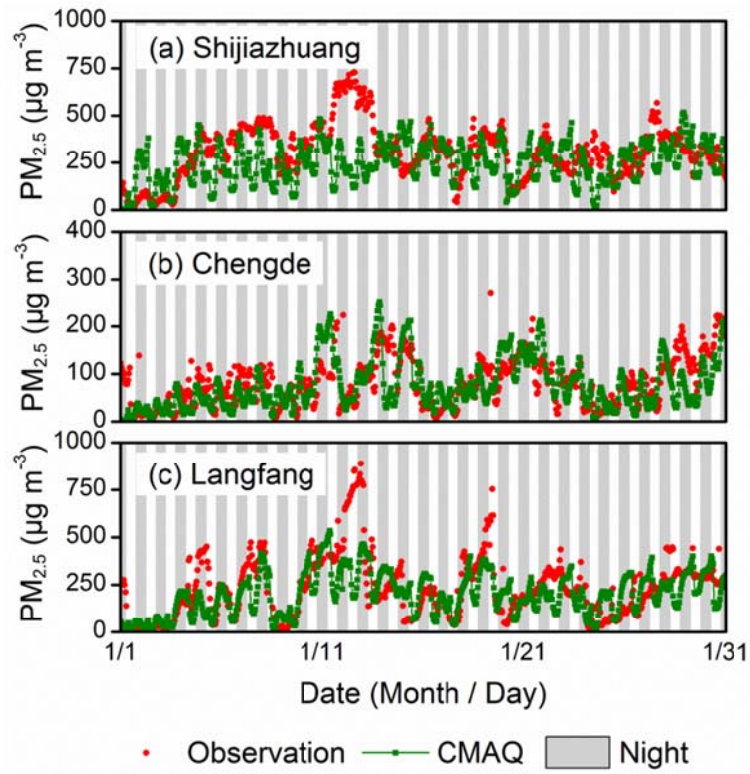 (a) Shijiazhuang
PM2.5 (µg m-3)
1000
750
500
250
0
(b) Chengde
PM2.5 (µg m-3)
400
300
200
100
0
(c) Langfang
PM2.5 (µg m-3)
1000
750
500
250
0
1/1 1/11 1/21 1/31
Date (Month / Day)
Observation CMAQ Night